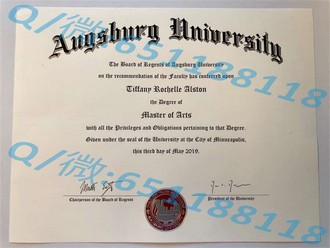 Augsburg University
The Board of Regents of Augsburg University
on the recommendation of the Faculty has conferred upon
Tiffany Rochelle Alston
the Degree of
Master of Arts
with all the Privileges and Obligations pertaining to that Degree.
Given under the seal of the University at the City of Minneapolis,
this third day of May 2019.
Chairperson of the Board of Regents
President of the University
Q/微:651188118
Q/微:651188118